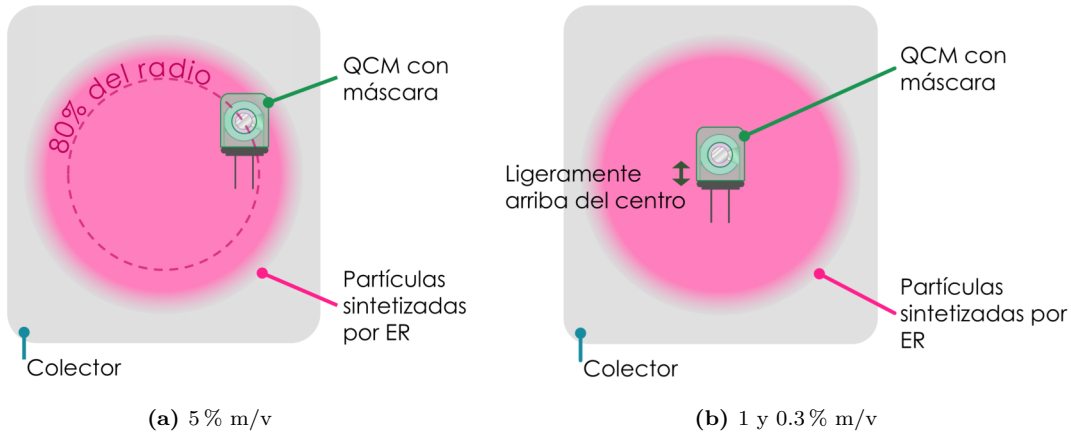 80% del radio
QCM con
máscara
Partículas
sintetizadas
por ER
Colector
(a) 5 % m/v
QCM con
máscara
Ligeramente
arriba del centro
Partículas
sintetizadas por
ER
Colector
(b) 1 y 0.3 % m/v